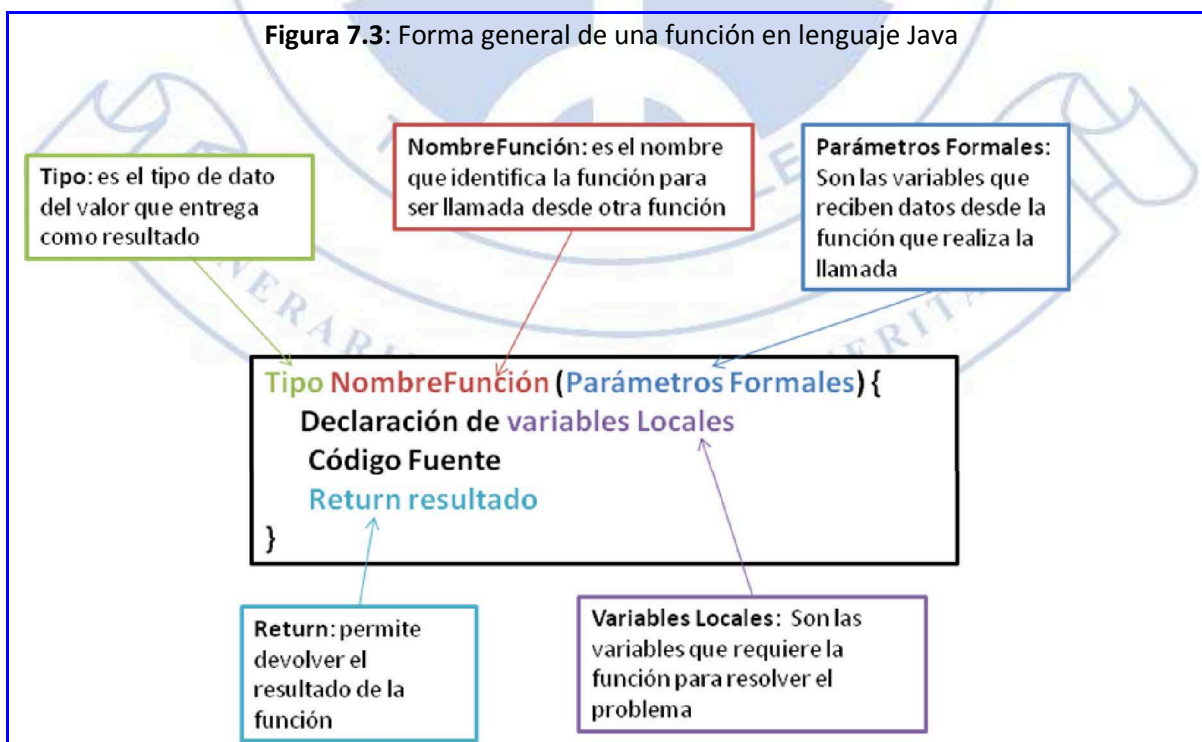 Figura 7.3: Forma general de una función en lenguaje Java
Tipo: es el tipo de dato
del valor que entrega
como resultado
NombreFunción: es el nombre
que identifica la función para
ser llamada desde otra función
Parámetros Formales:
Son las variables que
reciben datos desde la
función que realiza la
llamada
Tipo NombreFunción (Parámetros Formales) {
Declaración de variables Locales
Código Fuente
Return resultado
}
Return: permite
devolver el
resultado de la
función
Variables Locales: Son las
variables que requiere la
función para resolver el
problema